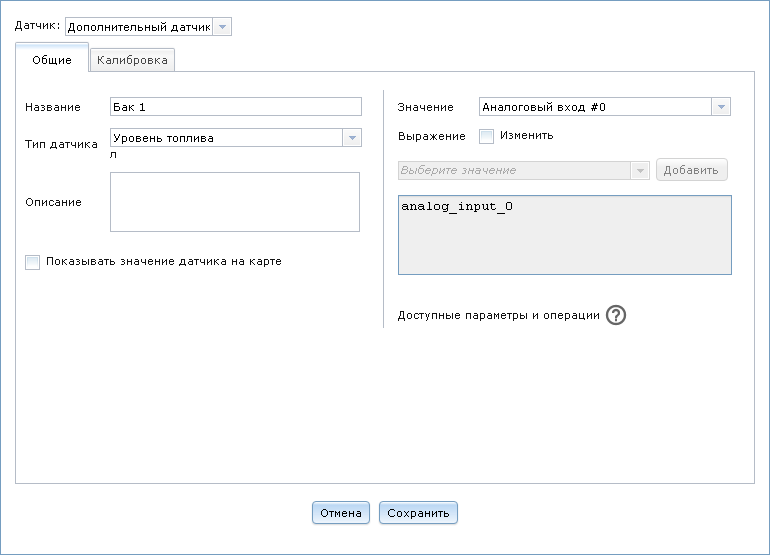 Датчик: Дополнительный датчик
Общие Калибровка
Название Бак 1
Тип датчика Уровень топлива
л
Описание
Показывать значение датчика на карте
Значение Аналоговый вход #0
Выражение Изменить
Выберите значение Добавить
analog_input_0
Доступные параметры и операции ?
Отмена Сохранить